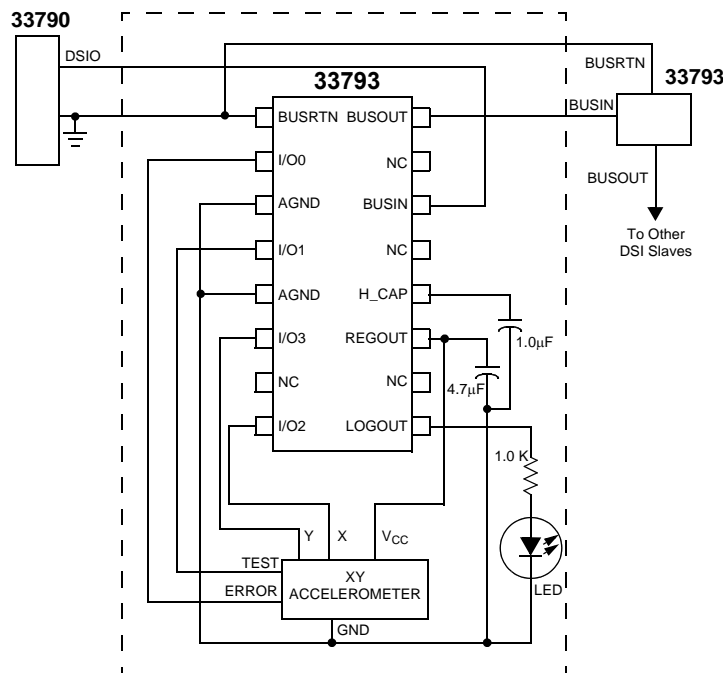 33790
DSIO
33793
BUSRTN
33793
BUSIN
BUSRTN BUSOUT
I/O0 NC
BUSOUT
AGND BUSIN
To Other
DSI Slaves
I/O1 NC
AGND H_CAP
I/O3 REGOUT
1.0µF
NC NC
4.7µF
I/O2 LOGOUT
1.0 K
Y X VCC
TEST
XY
ACCELEROMETER
ERROR
LED
GND